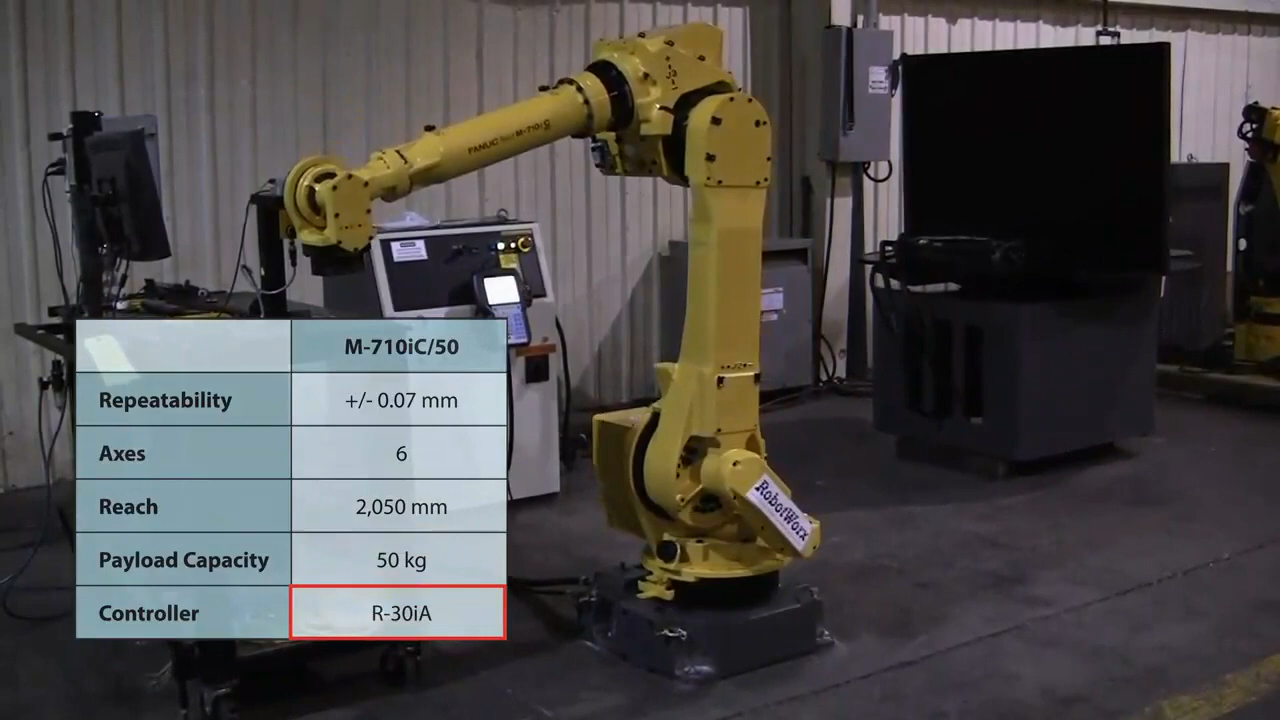 FANUC Robot M-710iC
M-710iC/50
Repeatability +/- 0.07 mm
Axes 6
Reach 2,050 mm
Payload Capacity 50 kg
Controller R-30iA
RobotWorx